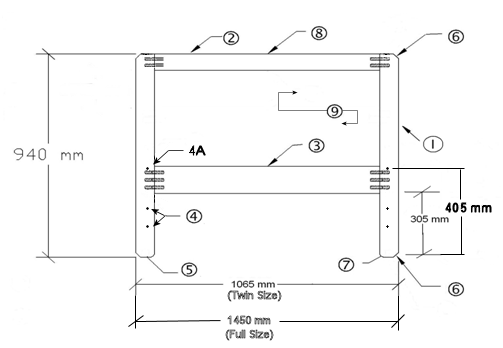 ② ⑧ ⑥
940 mm
⑨
①
4A ③
④
405 mm
305 mm
⑤ ⑦ ⑥
1065 mm
(Twin Size)
1450 mm
(Full Size)